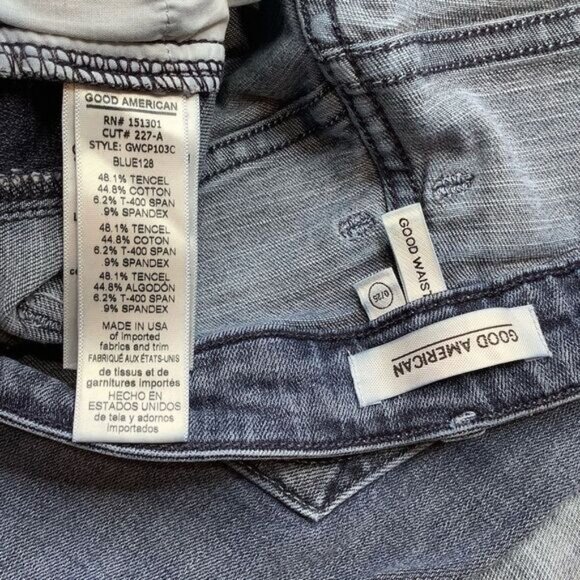 GOOD AMERICAN
RN# 151301
CUT# 227-A
STYLE: GWCP103C
BLUE128
48.1% TENCEL
44.8% COTTON
6.2% T-400 SPAN
.9% SPANDEX
48.1% TENCEL
44.8% COTON
6.2% T-400 SPAN
.9% SPANDEX
48.1% TENCEL
44.8% ALGODÓN
6.2% T-400 SPAN
.9% SPANDEX
MADE IN USA
of imported
fabrics and trim
FABRIQUÉ AUX ÉTATS-UNIS
de tissus et de
garnitures importés
HECHO EN
ESTADOS UNIDOS
de tela y adornos
importados
GOOD WAIST
0/25
GOOD AMERICAN